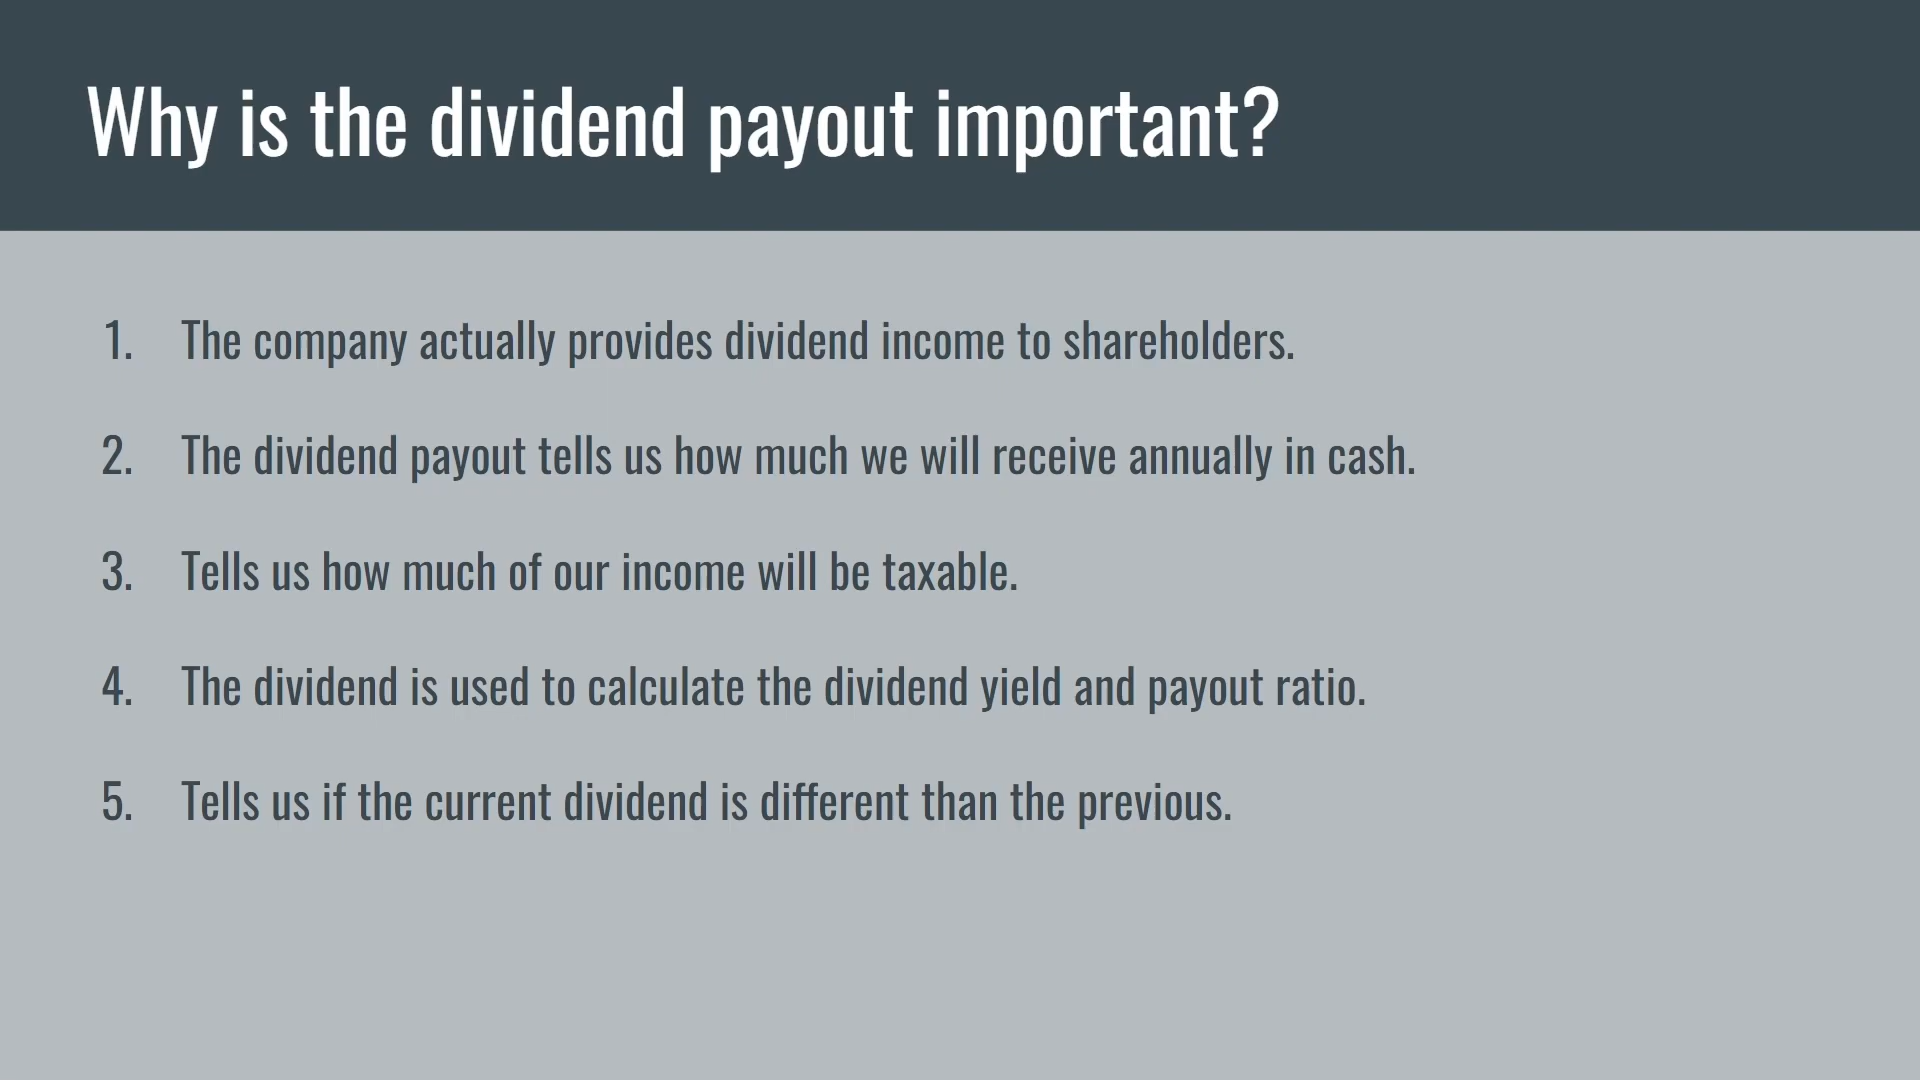 Why is the dividend payout important?
1. The company actually provides dividend income to shareholders.
2. The dividend payout tells us how much we will receive annually in cash.
3. Tells us how much of our income will be taxable.
4. The dividend is used to calculate the dividend yield and payout ratio.
5. Tells us if the current dividend is different than the previous.